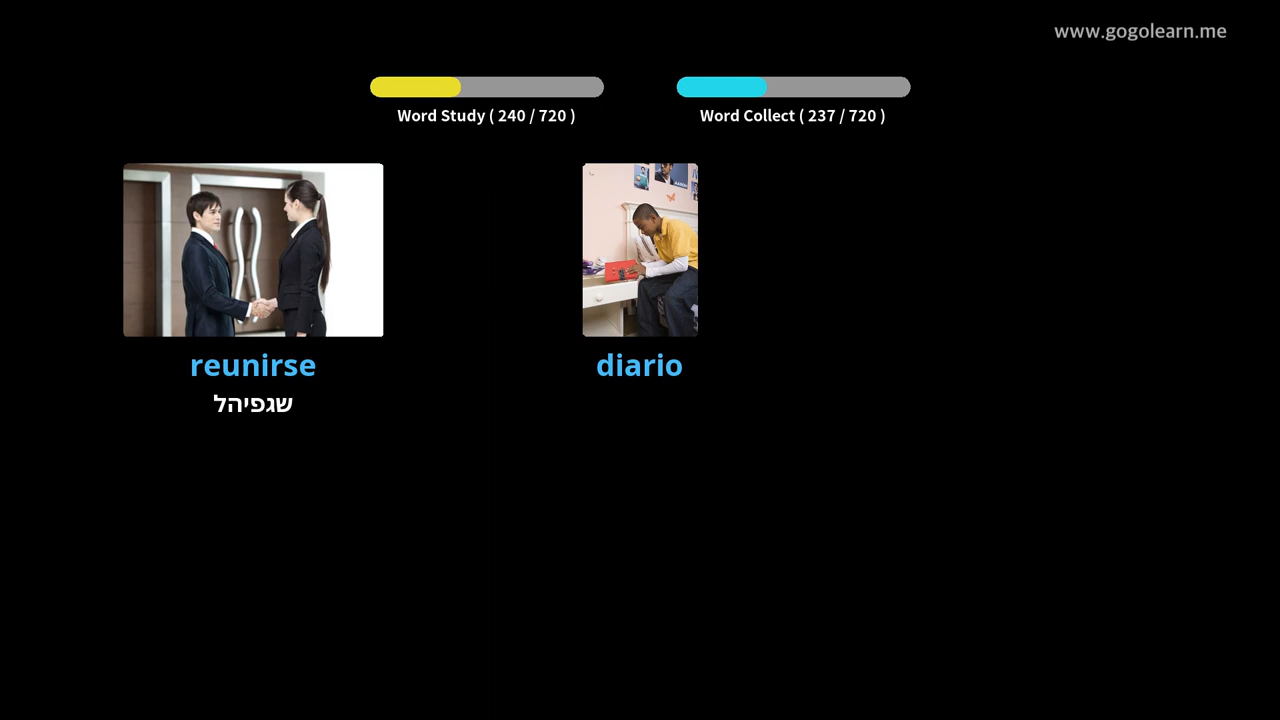 www.gogolearn.me
Word Study ( 240 / 720 )
Word Collect ( 237 / 720 )
reunirse
diario
שגפיהל